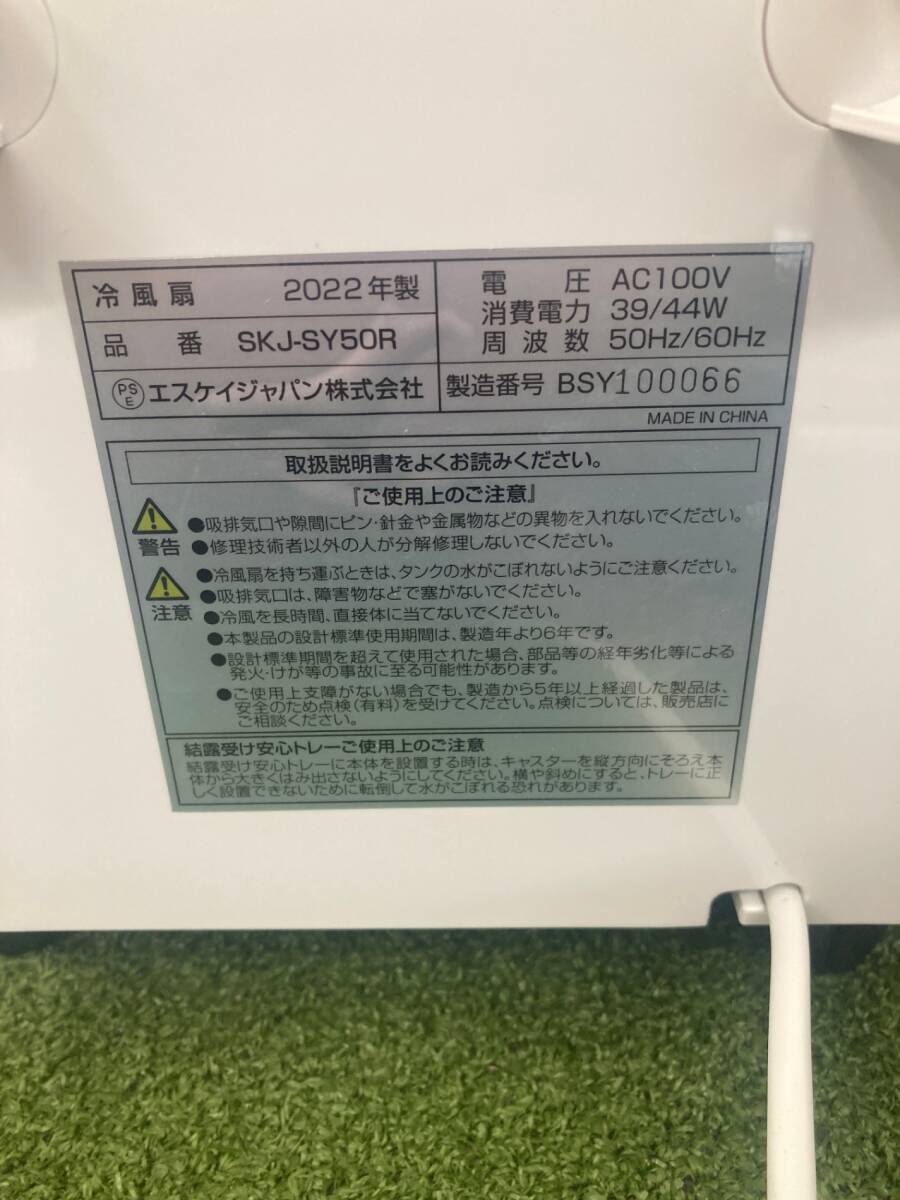 冷風扇 2022年製
品番 SKJ-SY50R
PSE エスケイジャパン株式会社
電圧 AC100V
消費電力 39/44W
周波数 50Hz/60Hz
製造番号 BSY100066
MADE IN CHINA
取扱説明書をよくお読みください。
『ご使用上のご注意』
警告
●吸排気口や隙間にピン・針金や金属物などの異物を入れないでください。
●修理技術者以外の人が分解修理しないでください。
注意
●冷風扇を持ち運ぶときは、タンクの水がこぼれないようにご注意ください。
●吸排気口は、障害物などで塞がないでください。
●冷風を長時間、直接体に当てないでください。
●本製品の設計標準使用期間は、製造年より6年です。
●設計標準期間を超えて使用された場合、部品等の経年劣化等による
発火・けが等の事故に至る可能性があります。
●ご使用上支障がない場合でも、製造から5年以上経過した製品は、
安全のため点検(有料)を受けてください。点検については、販売店に
ご相談ください。
結露受け安心トレーご使用上のご注意
結露受け安心トレーに本体を設置する時は、キャスターを縦方向にそろえ本
体から大きくはみ出さないようにしてください。横や斜めにすると、トレーに正
しく設置できないために転倒して水がこぼれる恐れがあります。